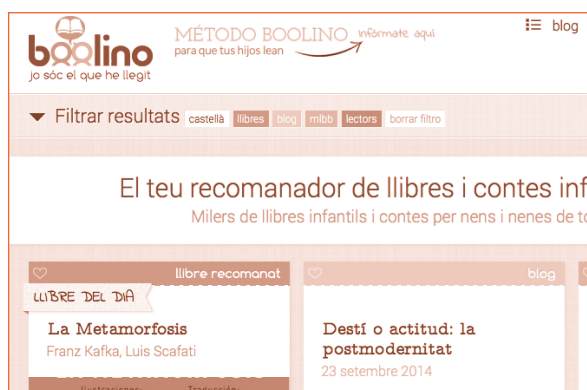 boolino
jo sóc el que he llegit
MÉTODO BOOLINO infórmate aquí
para que tus hijos lean
blog
Filtrar resultats castellà llibres blog mlbb lectors borrar filtro
El teu recomanador de llibres i contes inf
Milers de llibres infantils i contes per nens i nenes de to
llibre recomanat
LLIBRE DEL DIA
La Metamorfosis
Franz Kafka, Luis Scafati
Ilustraciones: Traducción:
blog
Destí o actitud: la
postmodernitat
23 setembre 2014